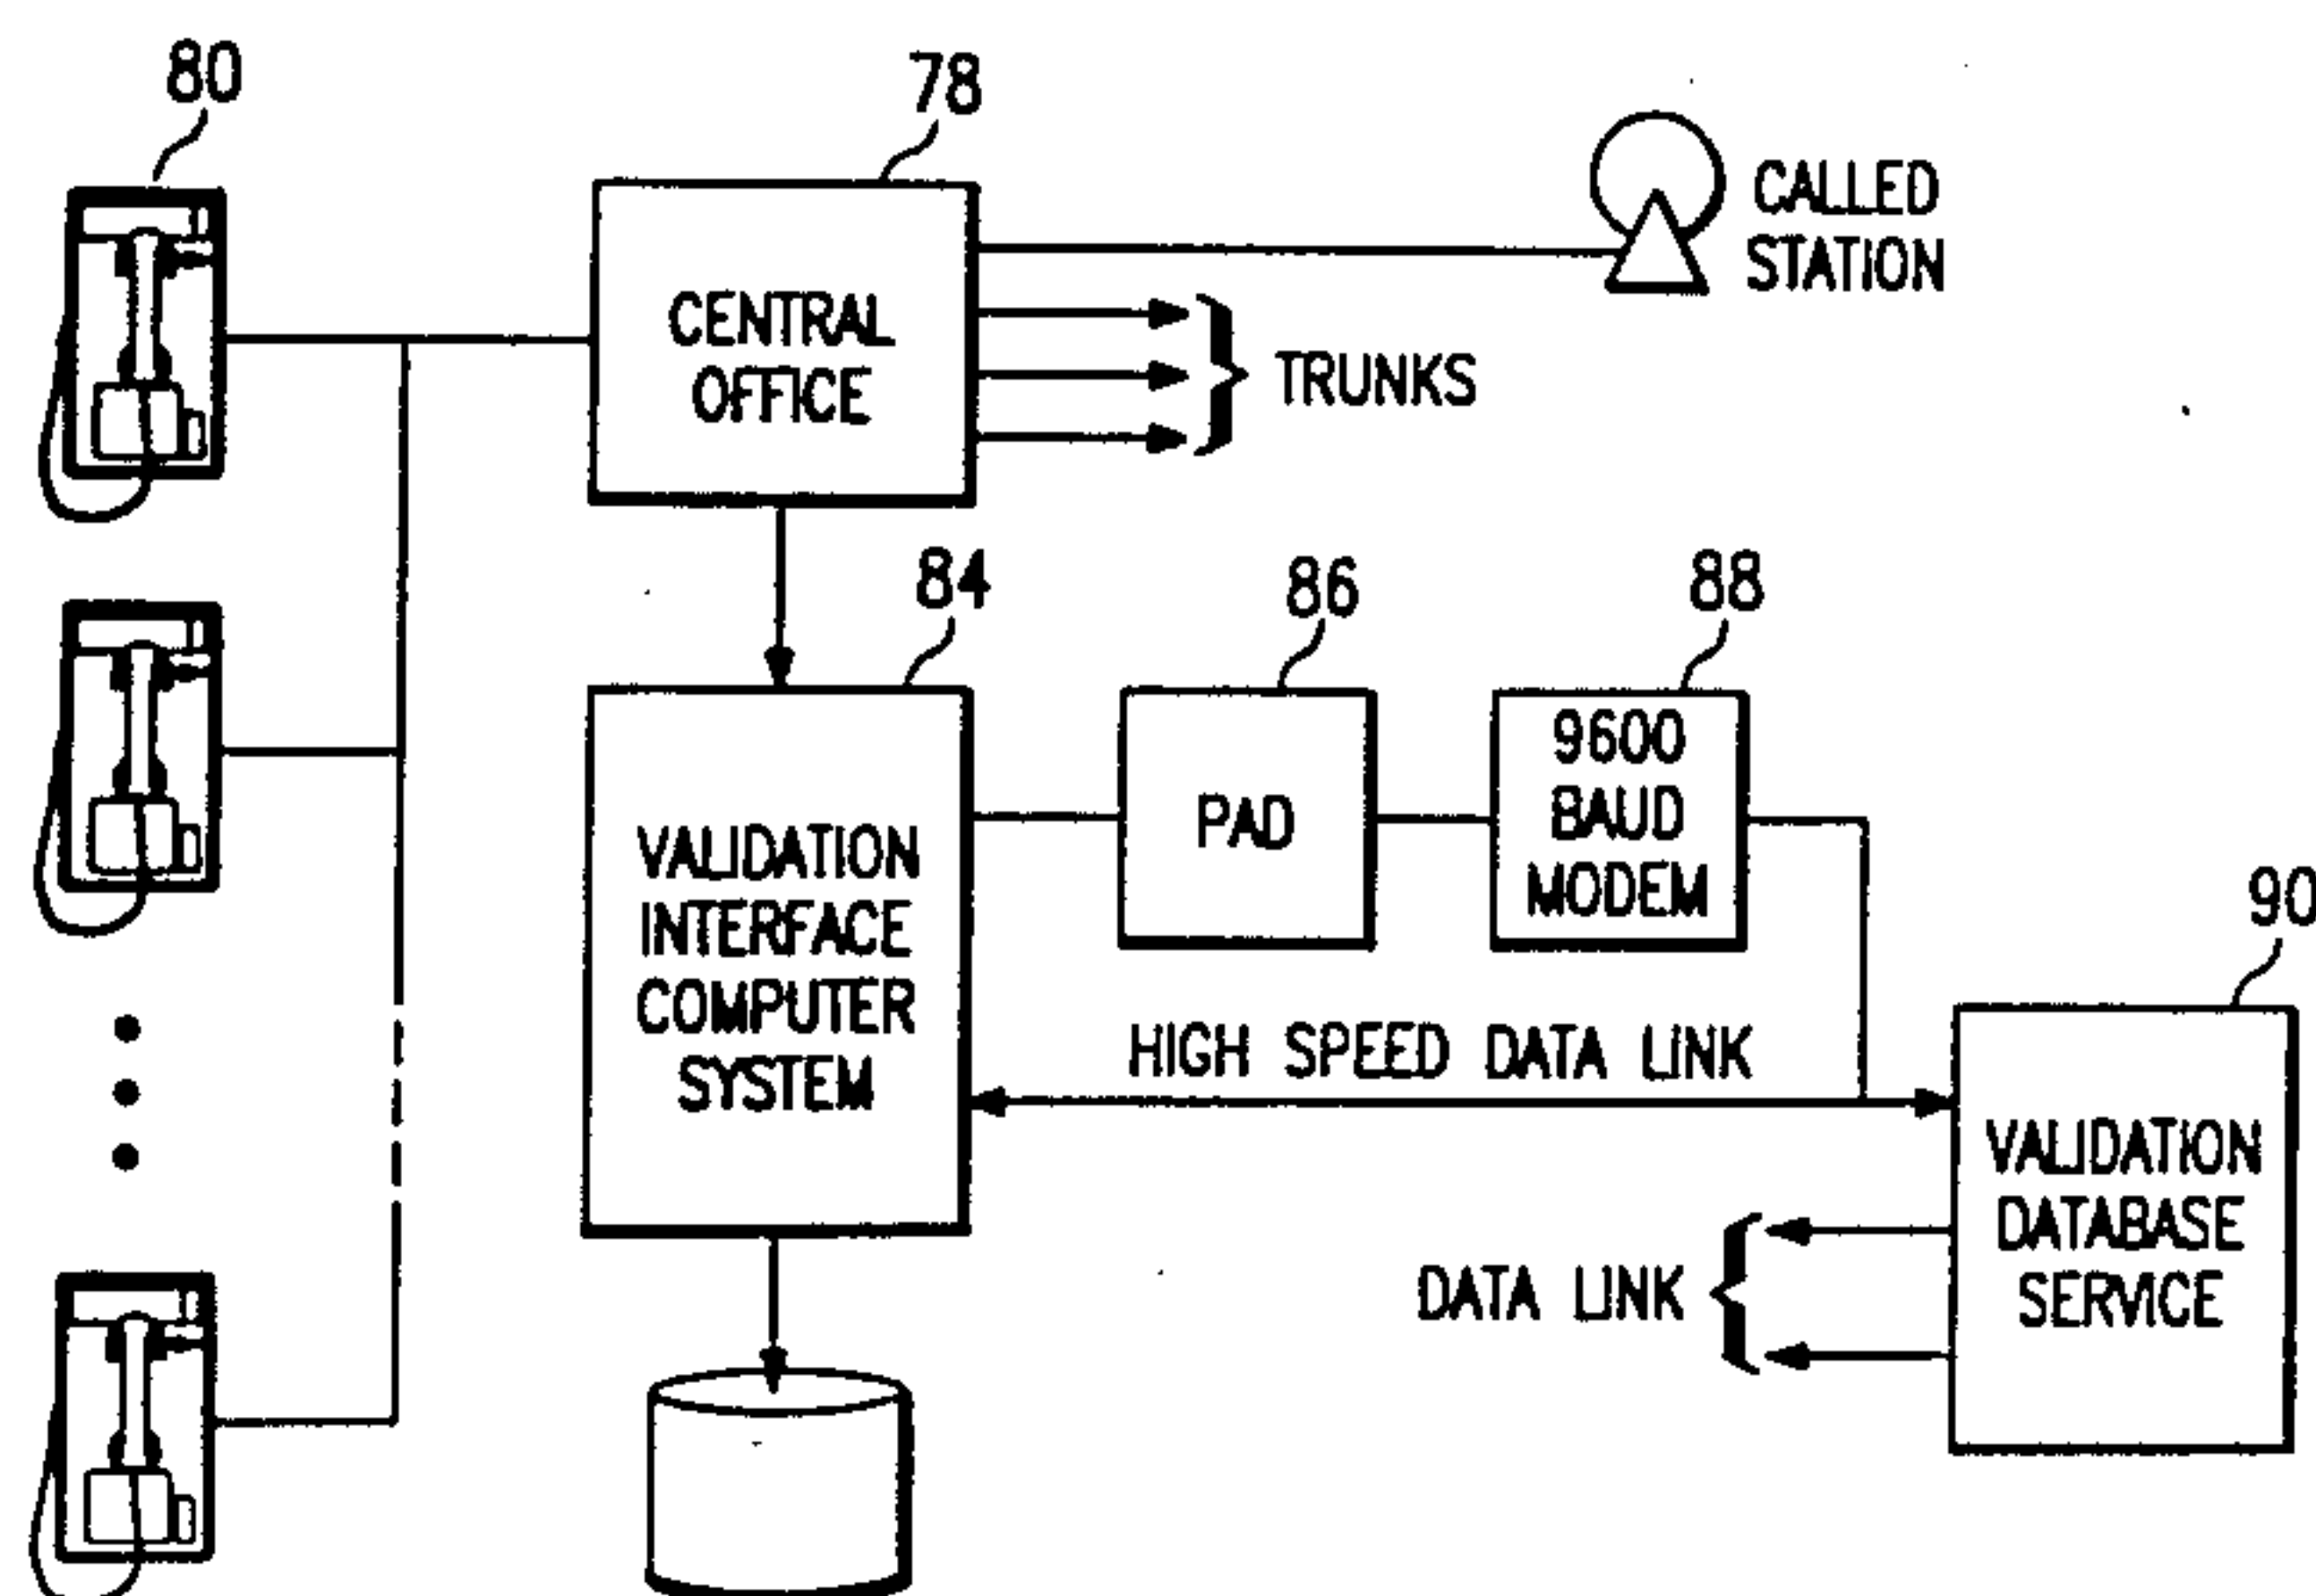 80
78
CALLED
STATION
CENTRAL
OFFICE
TRUNKS
84
86
88
9600
BAUD
MODEM
PAD
VALIDATION
INTERFACE
COMPUTER
SYSTEM
90
HIGH SPEED DATA LINK
VALIDATION
DATABASE
SERVICE
DATA LINK